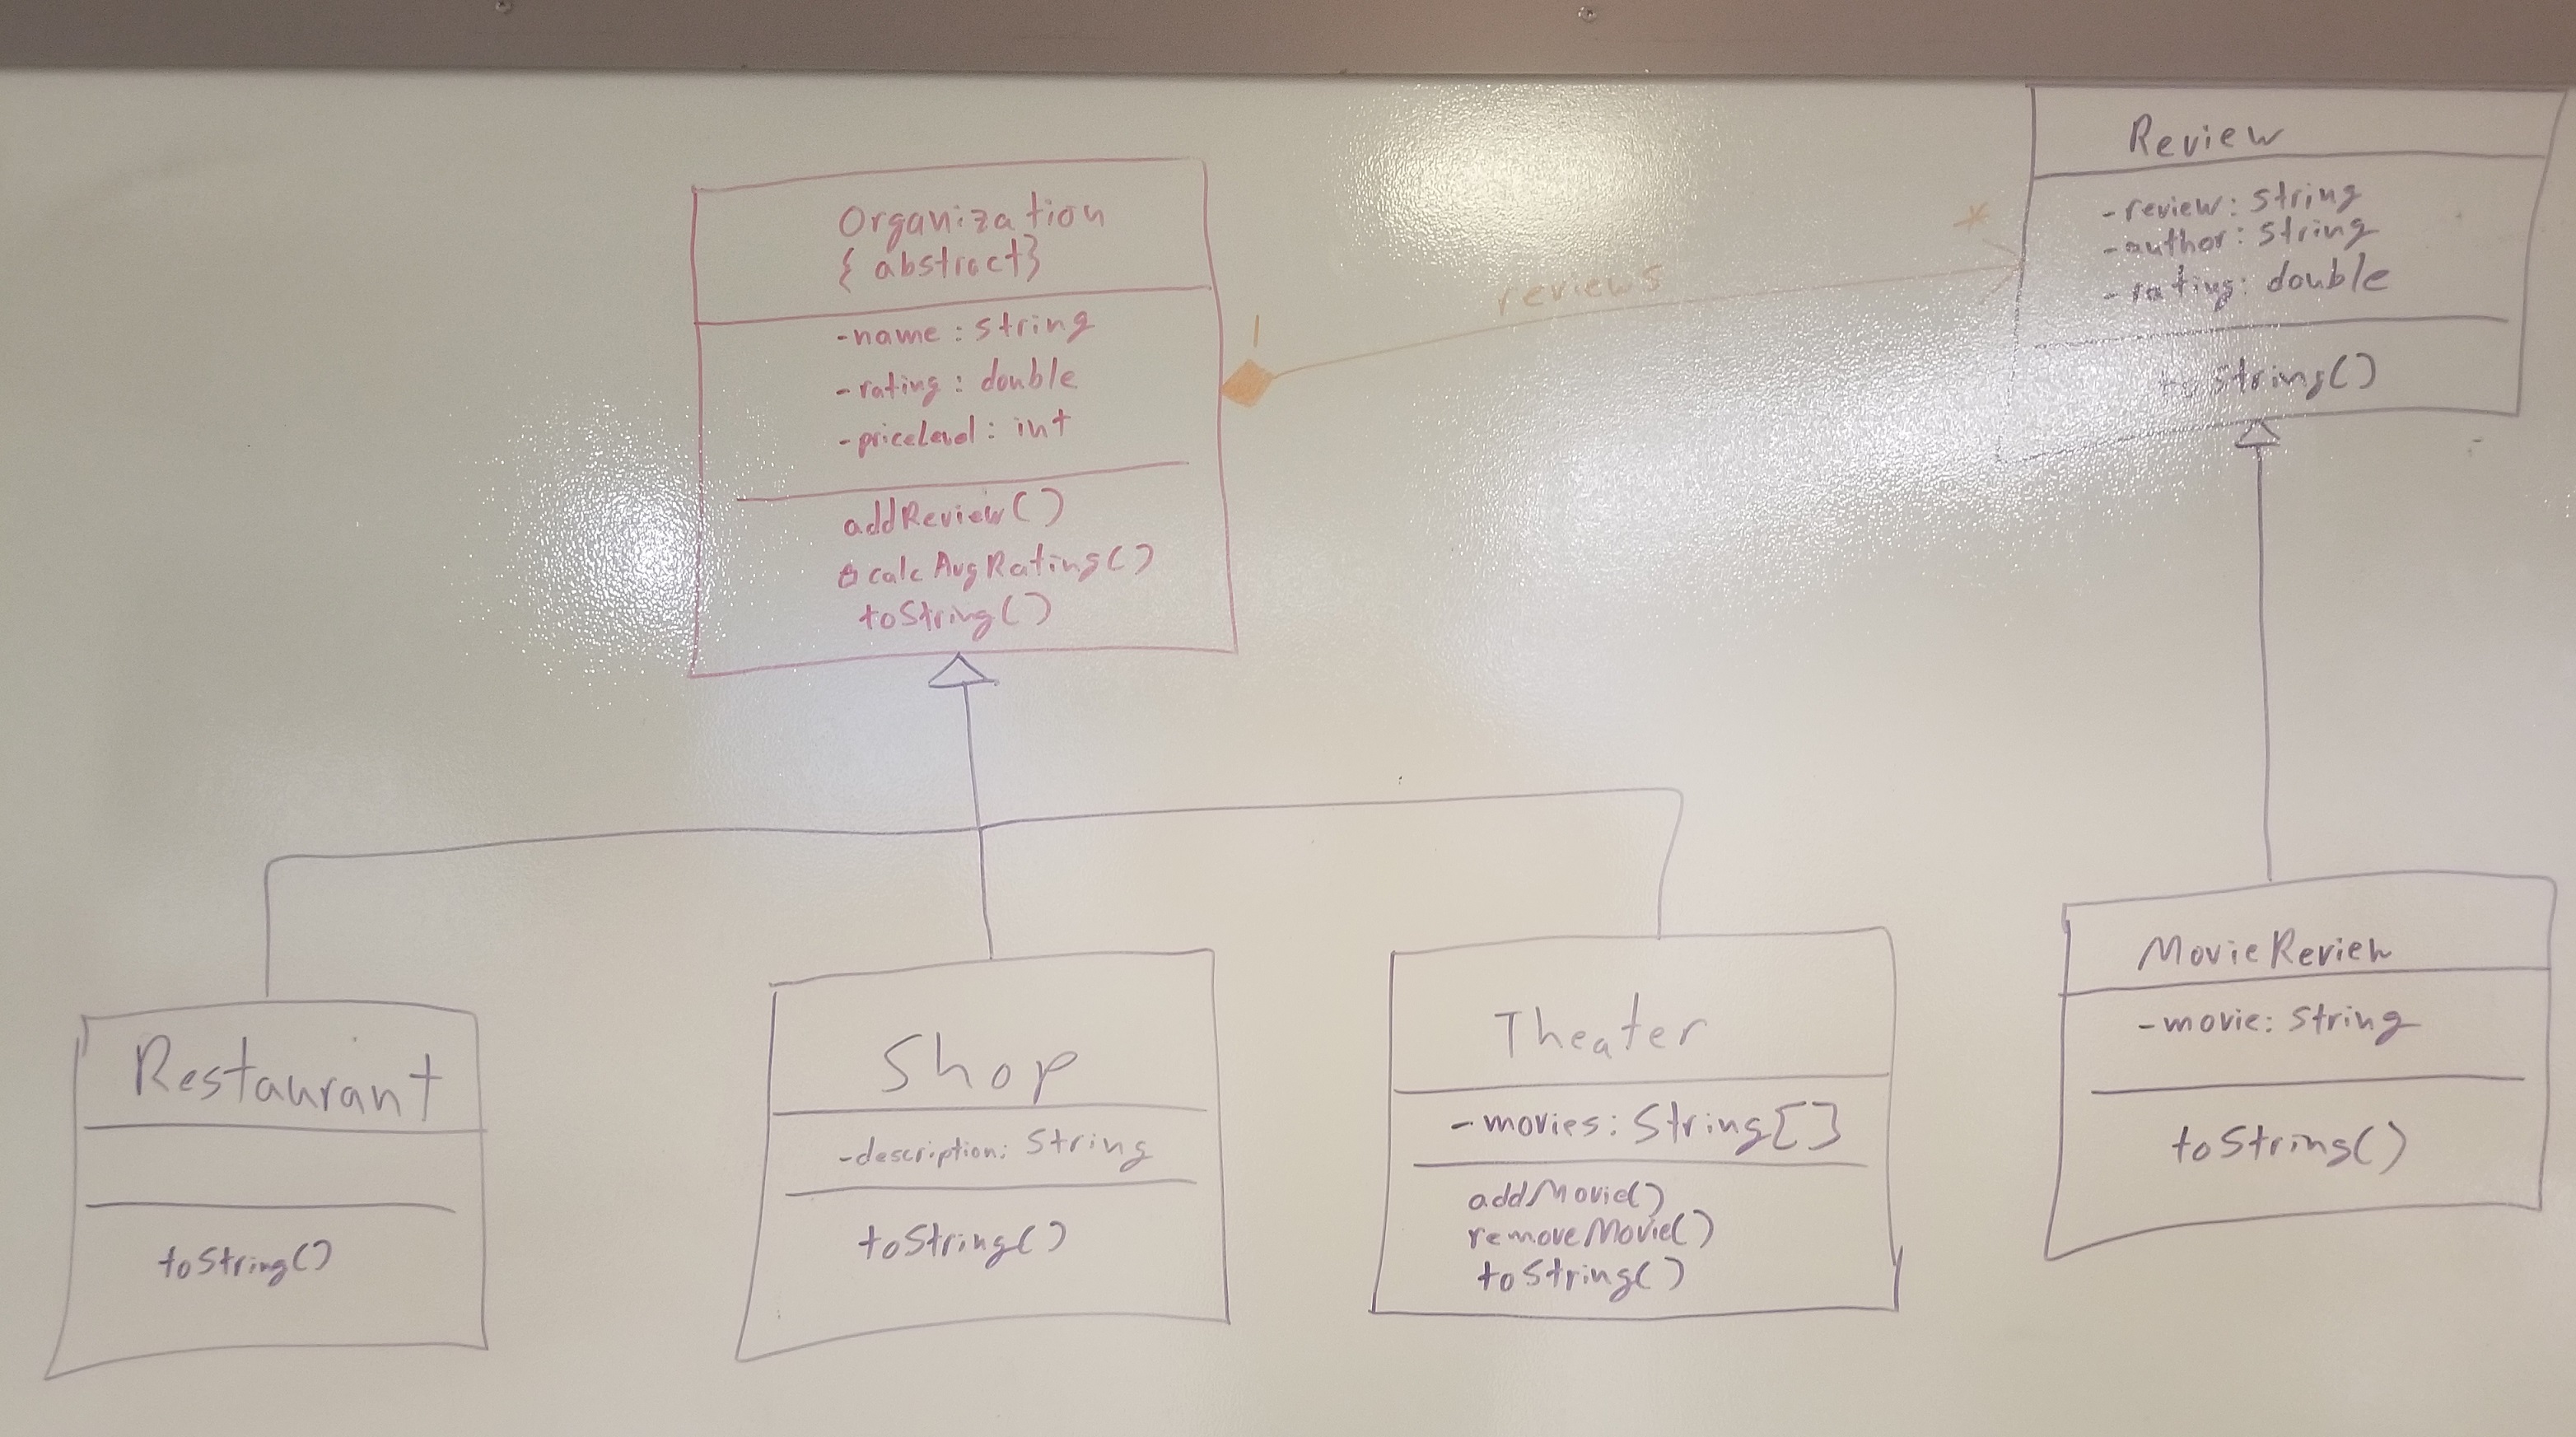 Organization
{ abstract}
-name : string
-rating : double
-priceLevel : int
addReview()
calcAvgRating()
toString()
1
reviews
*
Review
-review: string
-author: string
-rating: double
toString()
Restaurant
toString()
Shop
-description: String
toString()
Theater
-movies: String[]
addMovie()
removeMovie()
toString()
MovieReview
-movie: String
toString()